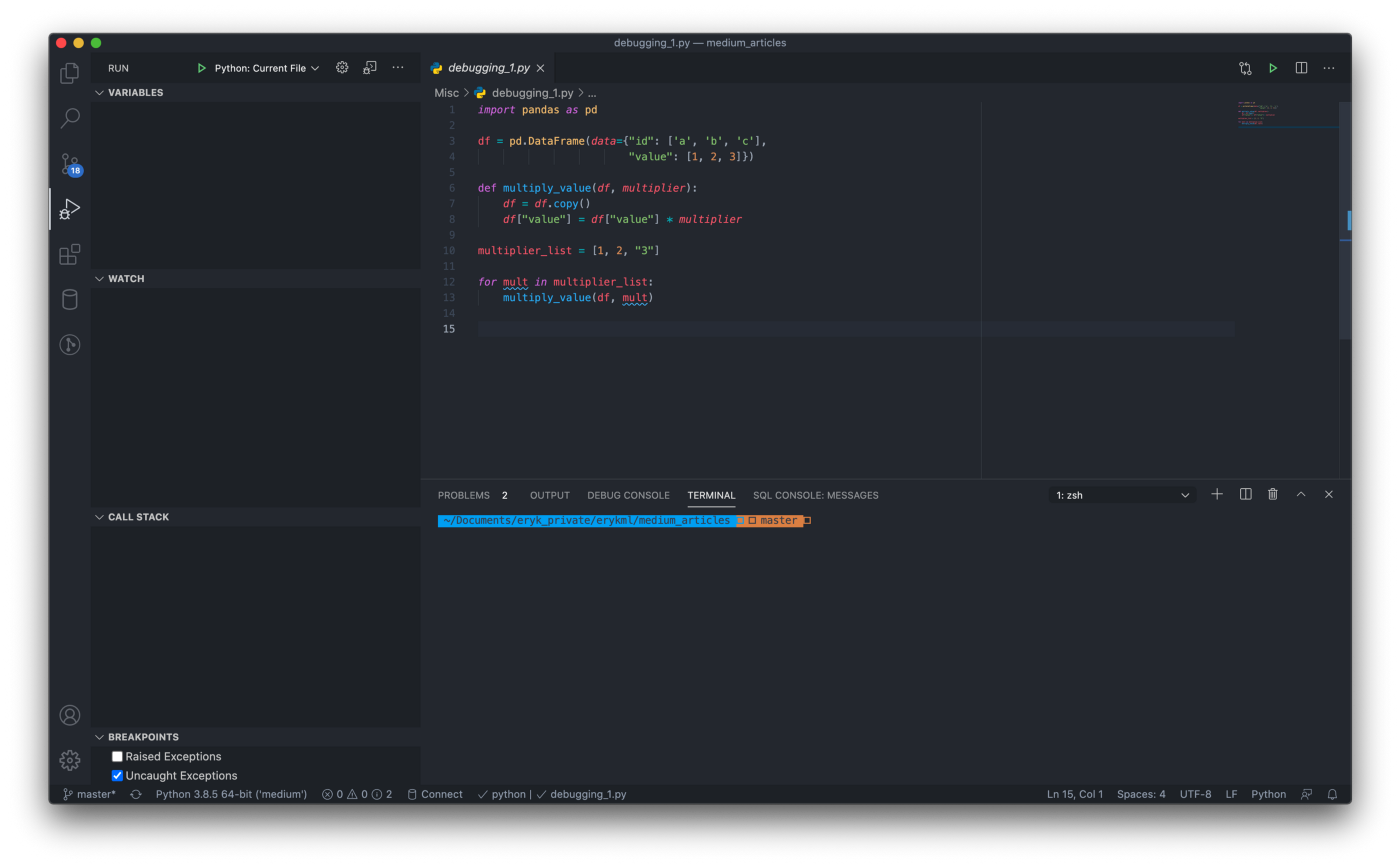 debugging_1.py — medium_articles
RUN
Python: Current File
debugging_1.py
VARIABLES
Misc > debugging_1.py > ...
1 import pandas as pd
2
3 df = pd.DataFrame(data={"id": ['a', 'b', 'c'],
4 "value": [1, 2, 3]})
5
6 def multiply_value(df, multiplier):
7 df = df.copy()
8 df["value"] = df["value"] * multiplier
9
10 multiplier_list = [1, 2, "3"]
11
12 for mult in multiplier_list:
13 multiply_value(df, mult)
14
15
18
WATCH
CALL STACK
BREAKPOINTS
Raised Exceptions
Uncaught Exceptions
PROBLEMS 2 OUTPUT DEBUG CONSOLE TERMINAL SQL CONSOLE: MESSAGES
1: zsh
~/Documents/eryk_private/erykml/medium_articles master
master* Python 3.8.5 64-bit ('medium') 0 0 2 Connect python | debugging_1.py
Ln 15, Col 1 Spaces: 4 UTF-8 LF Python